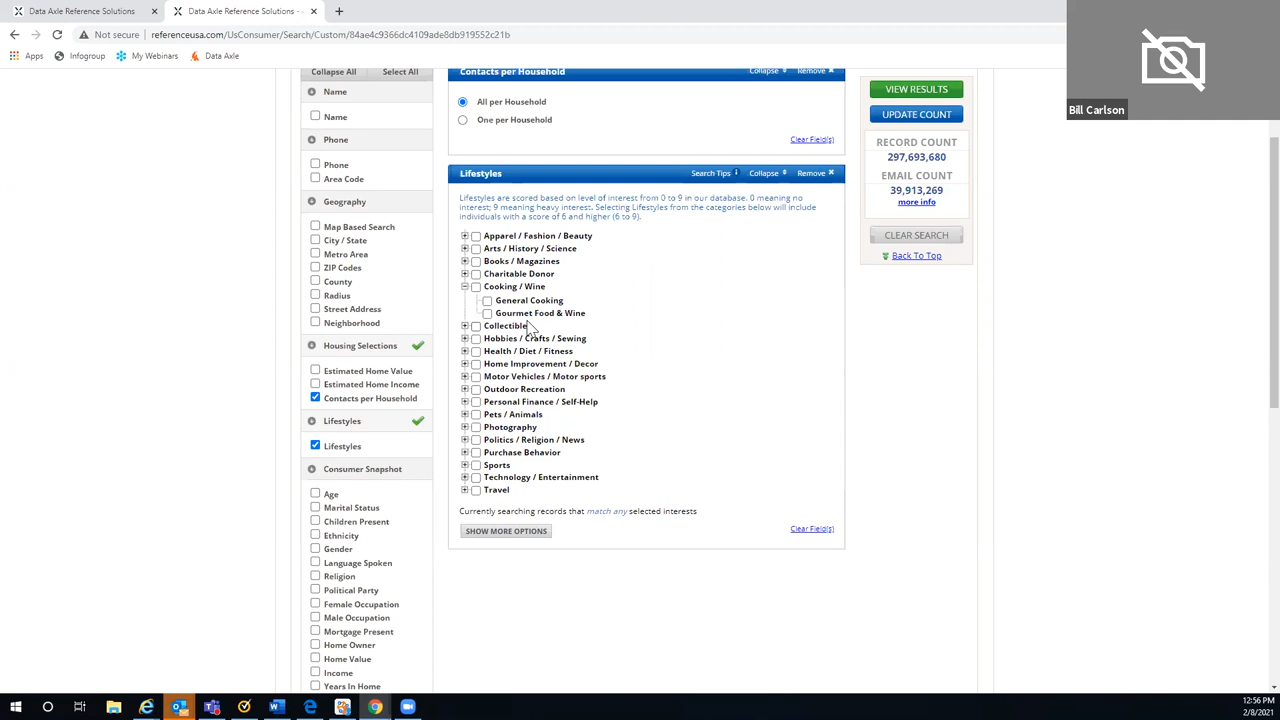 Data Axle Reference Solutions
Data Axle Reference Solutions -
Not secure
referenceusa.com/UsConsumer/Search/Custom/84ae4c9366dc4109ade8db919552c21b
Apps
Infogroup
My Webinars
Data Axle
Bill Carlson
Collapse All
Select All
Name
Name
Phone
Phone
Area Code
Geography
Map Based Search
City / State
Metro Area
ZIP Codes
County
Radius
Street Address
Neighborhood
Housing Selections
Estimated Home Value
Estimated Home Income
Contacts per Household
Lifestyles
Lifestyles
Consumer Snapshot
Age
Marital Status
Children Present
Ethnicity
Gender
Language Spoken
Religion
Political Party
Female Occupation
Male Occupation
Mortgage Present
Home Owner
Home Value
Income
Years In Home
Contacts per Household
Collapse
Remove
All per Household
One per Household
Clear Field(s)
Lifestyles
Search Tips
Collapse
Remove
Lifestyles are scored based on level of interest from 0 to 9 in our database. 0 meaning no
interest; 9 meaning heavy interest. Selecting Lifestyles from the categories below will include
individuals with a score of 6 and higher (6 to 9).
Apparel / Fashion / Beauty
Arts / History / Science
Books / Magazines
Charitable Donor
Cooking / Wine
General Cooking
Gourmet Food & Wine
Collectible
Hobbies / Crafts / Sewing
Health / Diet / Fitness
Home Improvement / Decor
Motor Vehicles / Motor sports
Outdoor Recreation
Personal Finance / Self-Help
Pets / Animals
Photography
Politics / Religion / News
Purchase Behavior
Sports
Technology / Entertainment
Travel
Currently searching records that match any selected interests
SHOW MORE OPTIONS
Clear Field(s)
VIEW RESULTS
UPDATE COUNT
RECORD COUNT
297,693,680
EMAIL COUNT
39,913,269
more info
CLEAR SEARCH
Back To Top
12:56 PM
2/8/2021